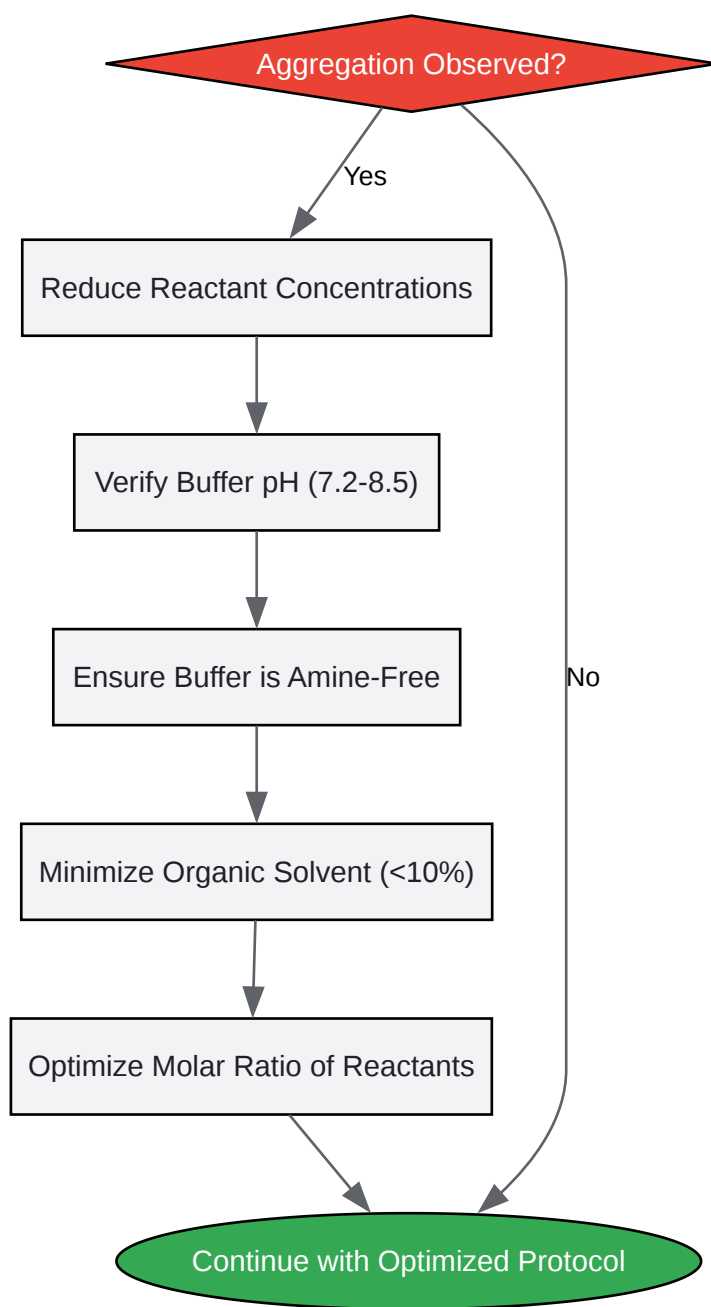 Aggregation Observed?
Yes
Reduce Reactant Concentrations
Verify Buffer pH (7.2-8.5)
Ensure Buffer is Amine-Free
No
Minimize Organic Solvent (<10%)
Optimize Molar Ratio of Reactants
Continue with Optimized Protocol